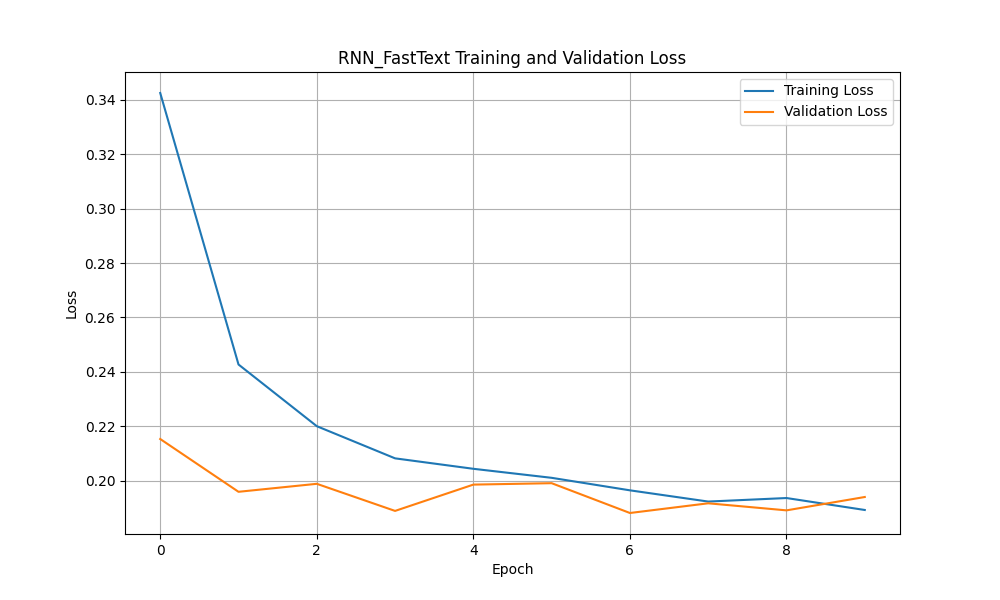 RNN_FastText Training and Validation Loss
Training Loss
Validation Loss
0.34
0.32
0.30
0.28
0.26
0.24
0.22
0.20
Loss
0 2 4 6 8
Epoch